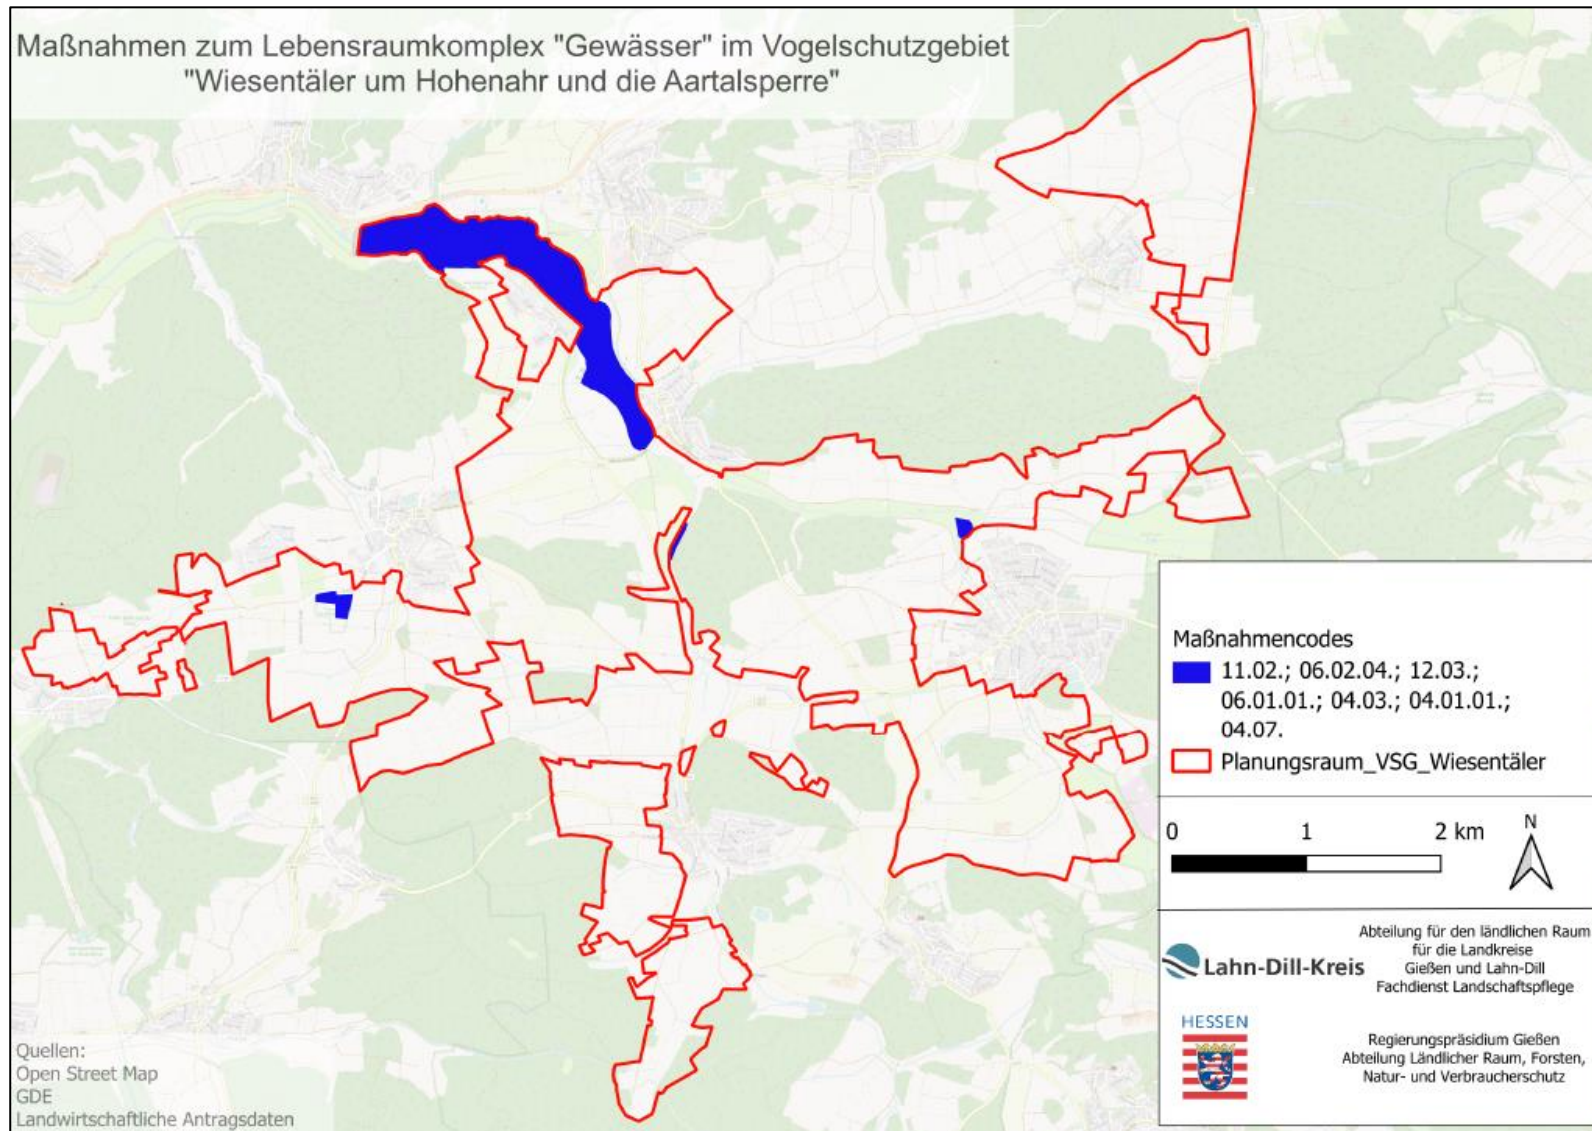 Maßnahmen zum Lebensraumkomplex "Gewässer" im Vogelschutzgebiet
"Wiesentäler um Hohenahr und die Aartalsperre"
Maßnahmencodes
11.02.; 06.02.04.; 12.03.;
06.01.01.; 04.03.; 04.01.01.;
04.07.
Planungsraum_VSG_Wiesentäler
0 1 2 km
N
Lahn-Dill-Kreis
Abteilung für den ländlichen Raum
für die Landkreise
Gießen und Lahn-Dill
Fachdienst Landschaftspflege
HESSEN
Regierungspräsidium Gießen
Abteilung Ländlicher Raum, Forsten,
Natur- und Verbraucherschutz
Quellen:
Open Street Map
GDE
Landwirtschaftliche Antragsdaten